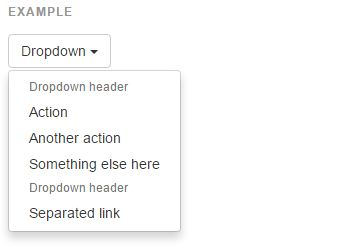 EXAMPLE
Dropdown
Dropdown header
Action
Another action
Something else here
Dropdown header
Separated link